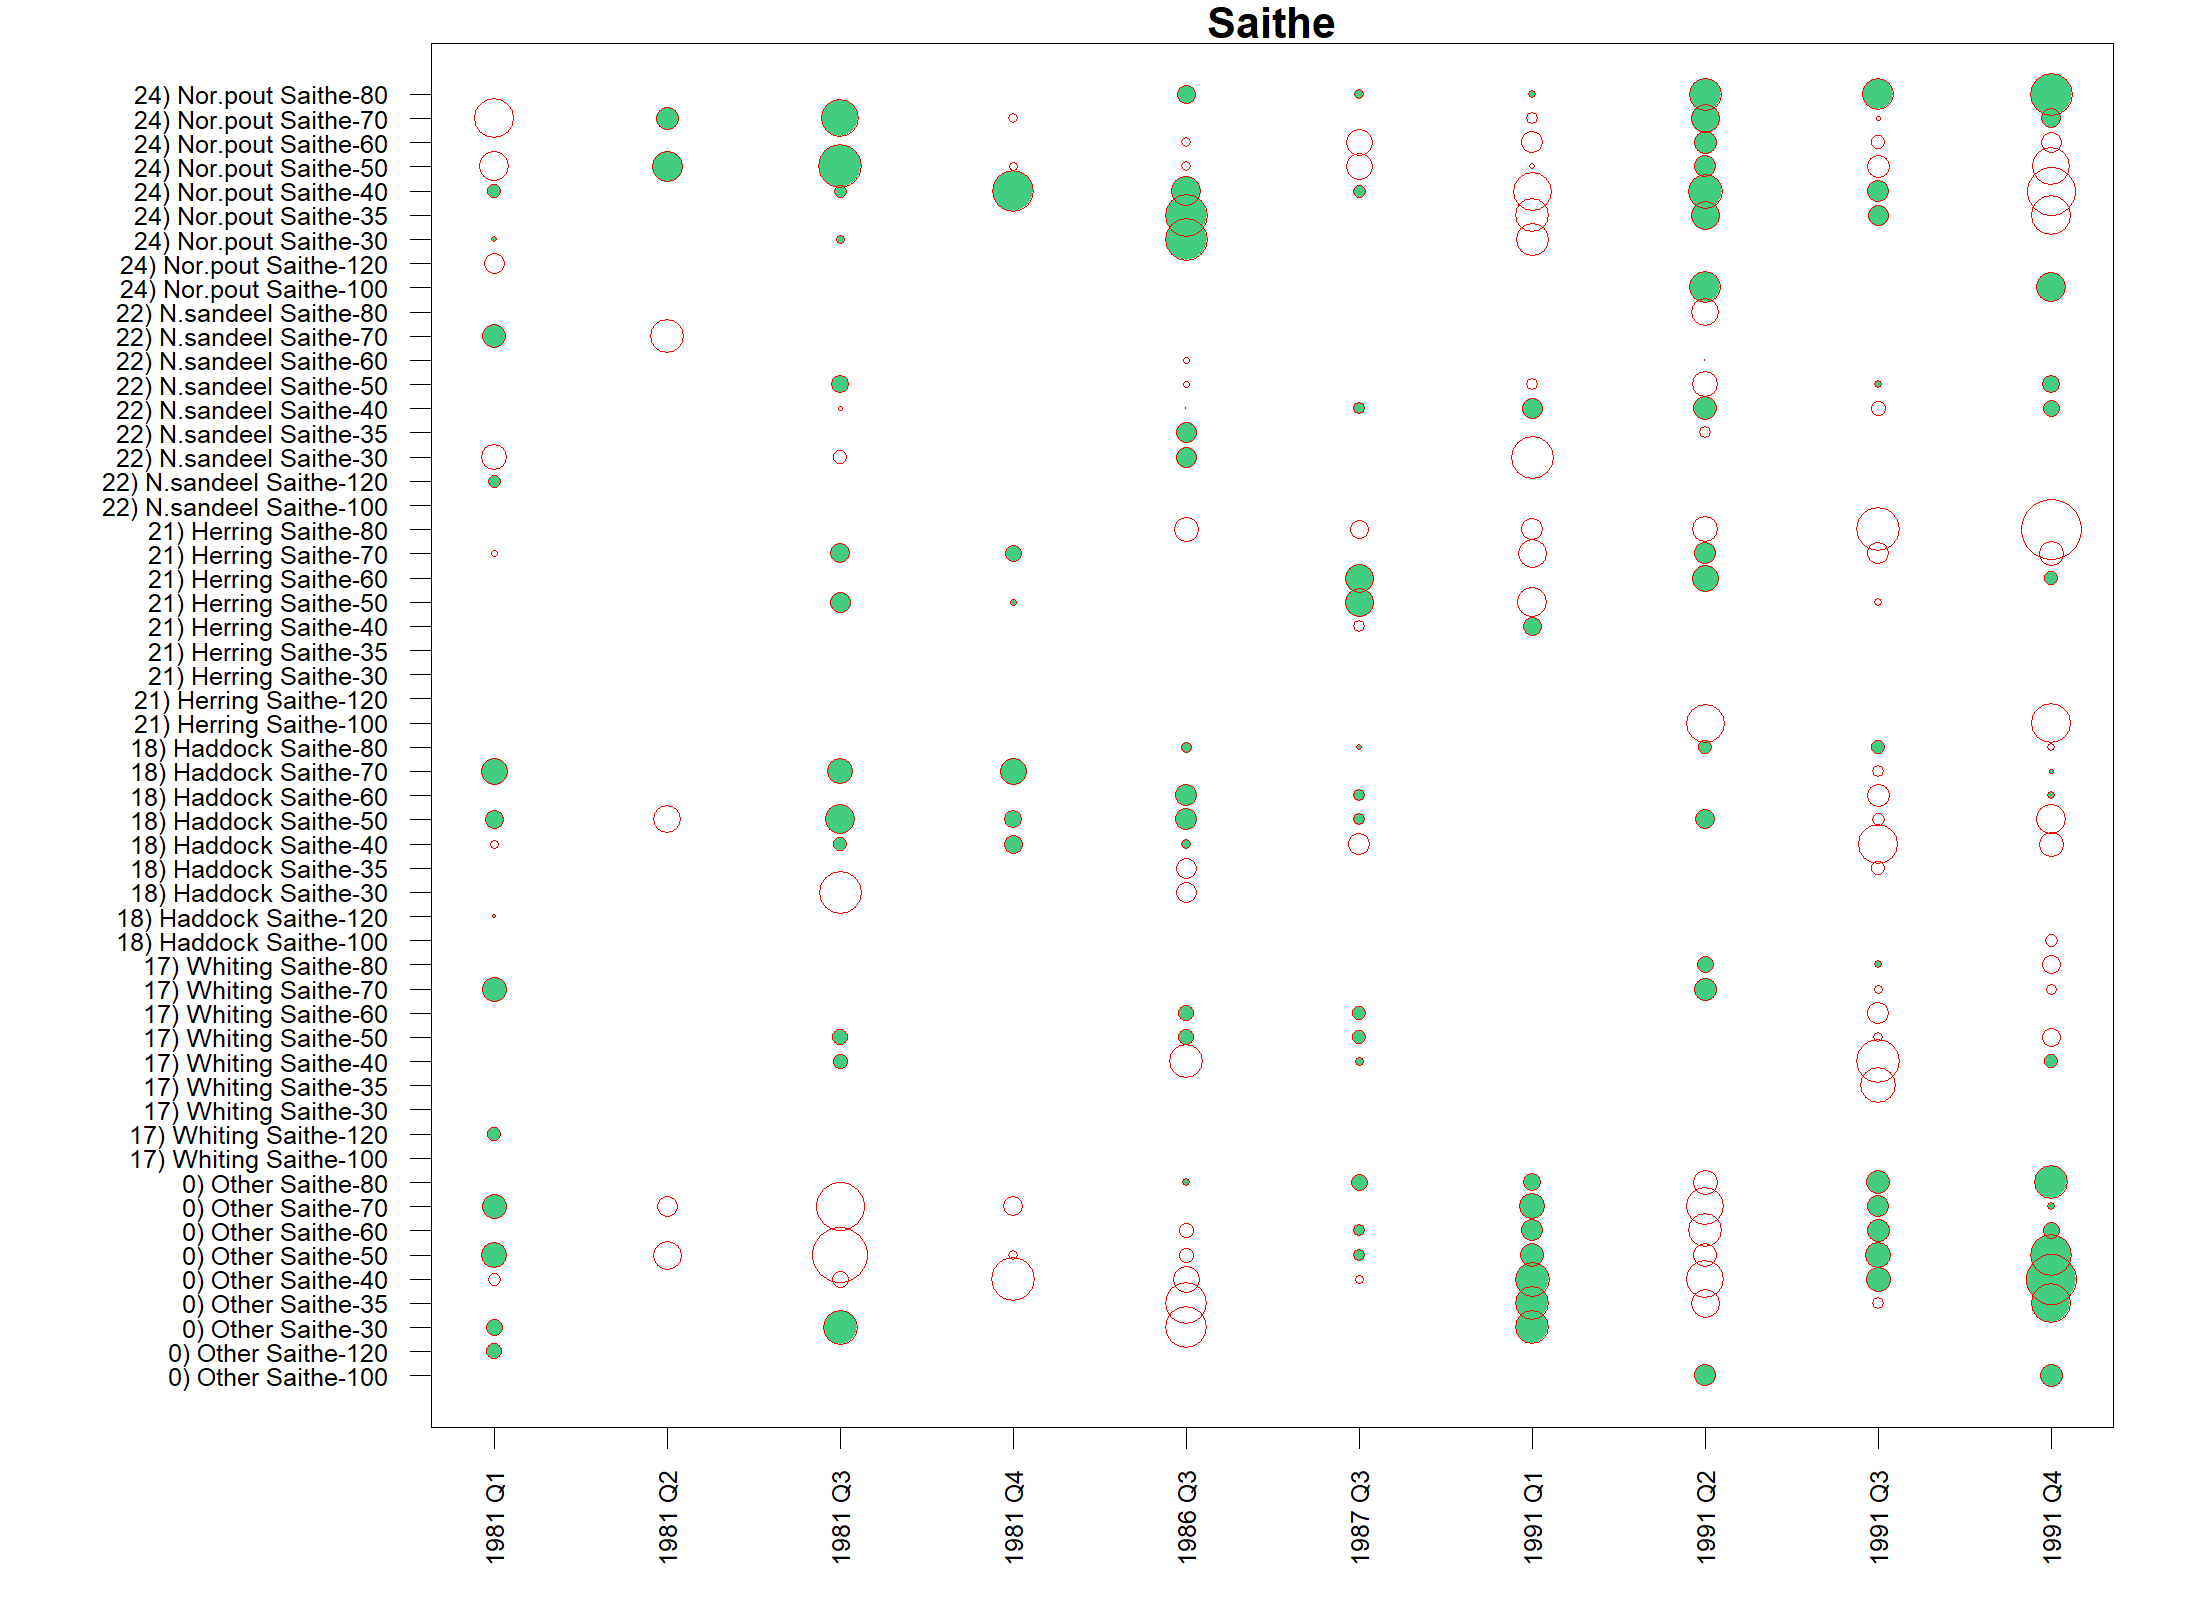 Saithe
24) Nor.pout Saithe-80
24) Nor.pout Saithe-70
24) Nor.pout Saithe-60
24) Nor.pout Saithe-50
24) Nor.pout Saithe-40
24) Nor.pout Saithe-35
24) Nor.pout Saithe-30
24) Nor.pout Saithe-120
24) Nor.pout Saithe-100
22) N.sandeel Saithe-80
22) N.sandeel Saithe-70
22) N.sandeel Saithe-60
22) N.sandeel Saithe-50
22) N.sandeel Saithe-40
22) N.sandeel Saithe-35
22) N.sandeel Saithe-30
22) N.sandeel Saithe-120
22) N.sandeel Saithe-100
21) Herring Saithe-80
21) Herring Saithe-70
21) Herring Saithe-60
21) Herring Saithe-50
21) Herring Saithe-40
21) Herring Saithe-35
21) Herring Saithe-30
21) Herring Saithe-120
21) Herring Saithe-100
18) Haddock Saithe-80
18) Haddock Saithe-70
18) Haddock Saithe-60
18) Haddock Saithe-50
18) Haddock Saithe-40
18) Haddock Saithe-35
18) Haddock Saithe-30
18) Haddock Saithe-120
18) Haddock Saithe-100
17) Whiting Saithe-80
17) Whiting Saithe-70
17) Whiting Saithe-60
17) Whiting Saithe-50
17) Whiting Saithe-40
17) Whiting Saithe-35
17) Whiting Saithe-30
17) Whiting Saithe-120
17) Whiting Saithe-100
0) Other Saithe-80
0) Other Saithe-70
0) Other Saithe-60
0) Other Saithe-50
0) Other Saithe-40
0) Other Saithe-35
0) Other Saithe-30
0) Other Saithe-120
0) Other Saithe-100
1981 Q1
1981 Q2
1981 Q3
1981 Q4
1986 Q3
1987 Q3
1991 Q1
1991 Q2
1991 Q3
1991 Q4